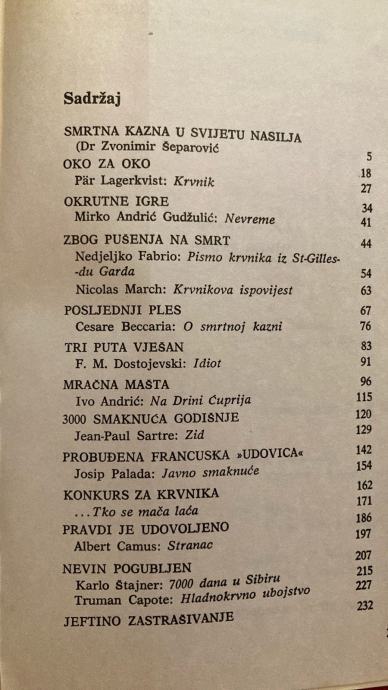 Sadržaj
SMRTNA KAZNA U SVIJETU NASILJA
(Dr Zvonimir Šeparović 5
OKO ZA OKO 18
Pär Lagerkvist: Krvnik 27
OKRUTNE IGRE 34
Mirko Andrić Gudžulić: Nevreme 41
ZBOG PUŠENJA NA SMRT 44
Nedjeljko Fabrio: Pismo krvnika iz St-Gilles-
-du Garda 54
Nicolas March: Krvnikova ispovijest 63
POSLJEDNJI PLES 67
Cesare Beccaria: O smrtnoj kazni 76
TRI PUTA VJEŠAN 83
F. M. Dostojevski: Idiot 91
MRAČNA MAŠTA 96
Ivo Andrić: Na Drini Ćuprija 115
3000 SMAKNUĆA GODIŠNJE 120
Jean-Paul Sartre: Zid 129
PROBUĐENA FRANCUSKA »UDOVICA« 142
Josip Palada: Javno smaknuće 154
KONKURS ZA KRVNIKA 162
...Tko se mača laća 171
PRAVDI JE UDOVOLJENO 186
Albert Camus: Stranac 197
NEVIN POGUBLJEN 207
Karlo Štajner: 7000 dana u Sibiru 215
Truman Capote: Hladnokrvno ubojstvo 227
JEFTINO ZASTRAŠIVANJE 232